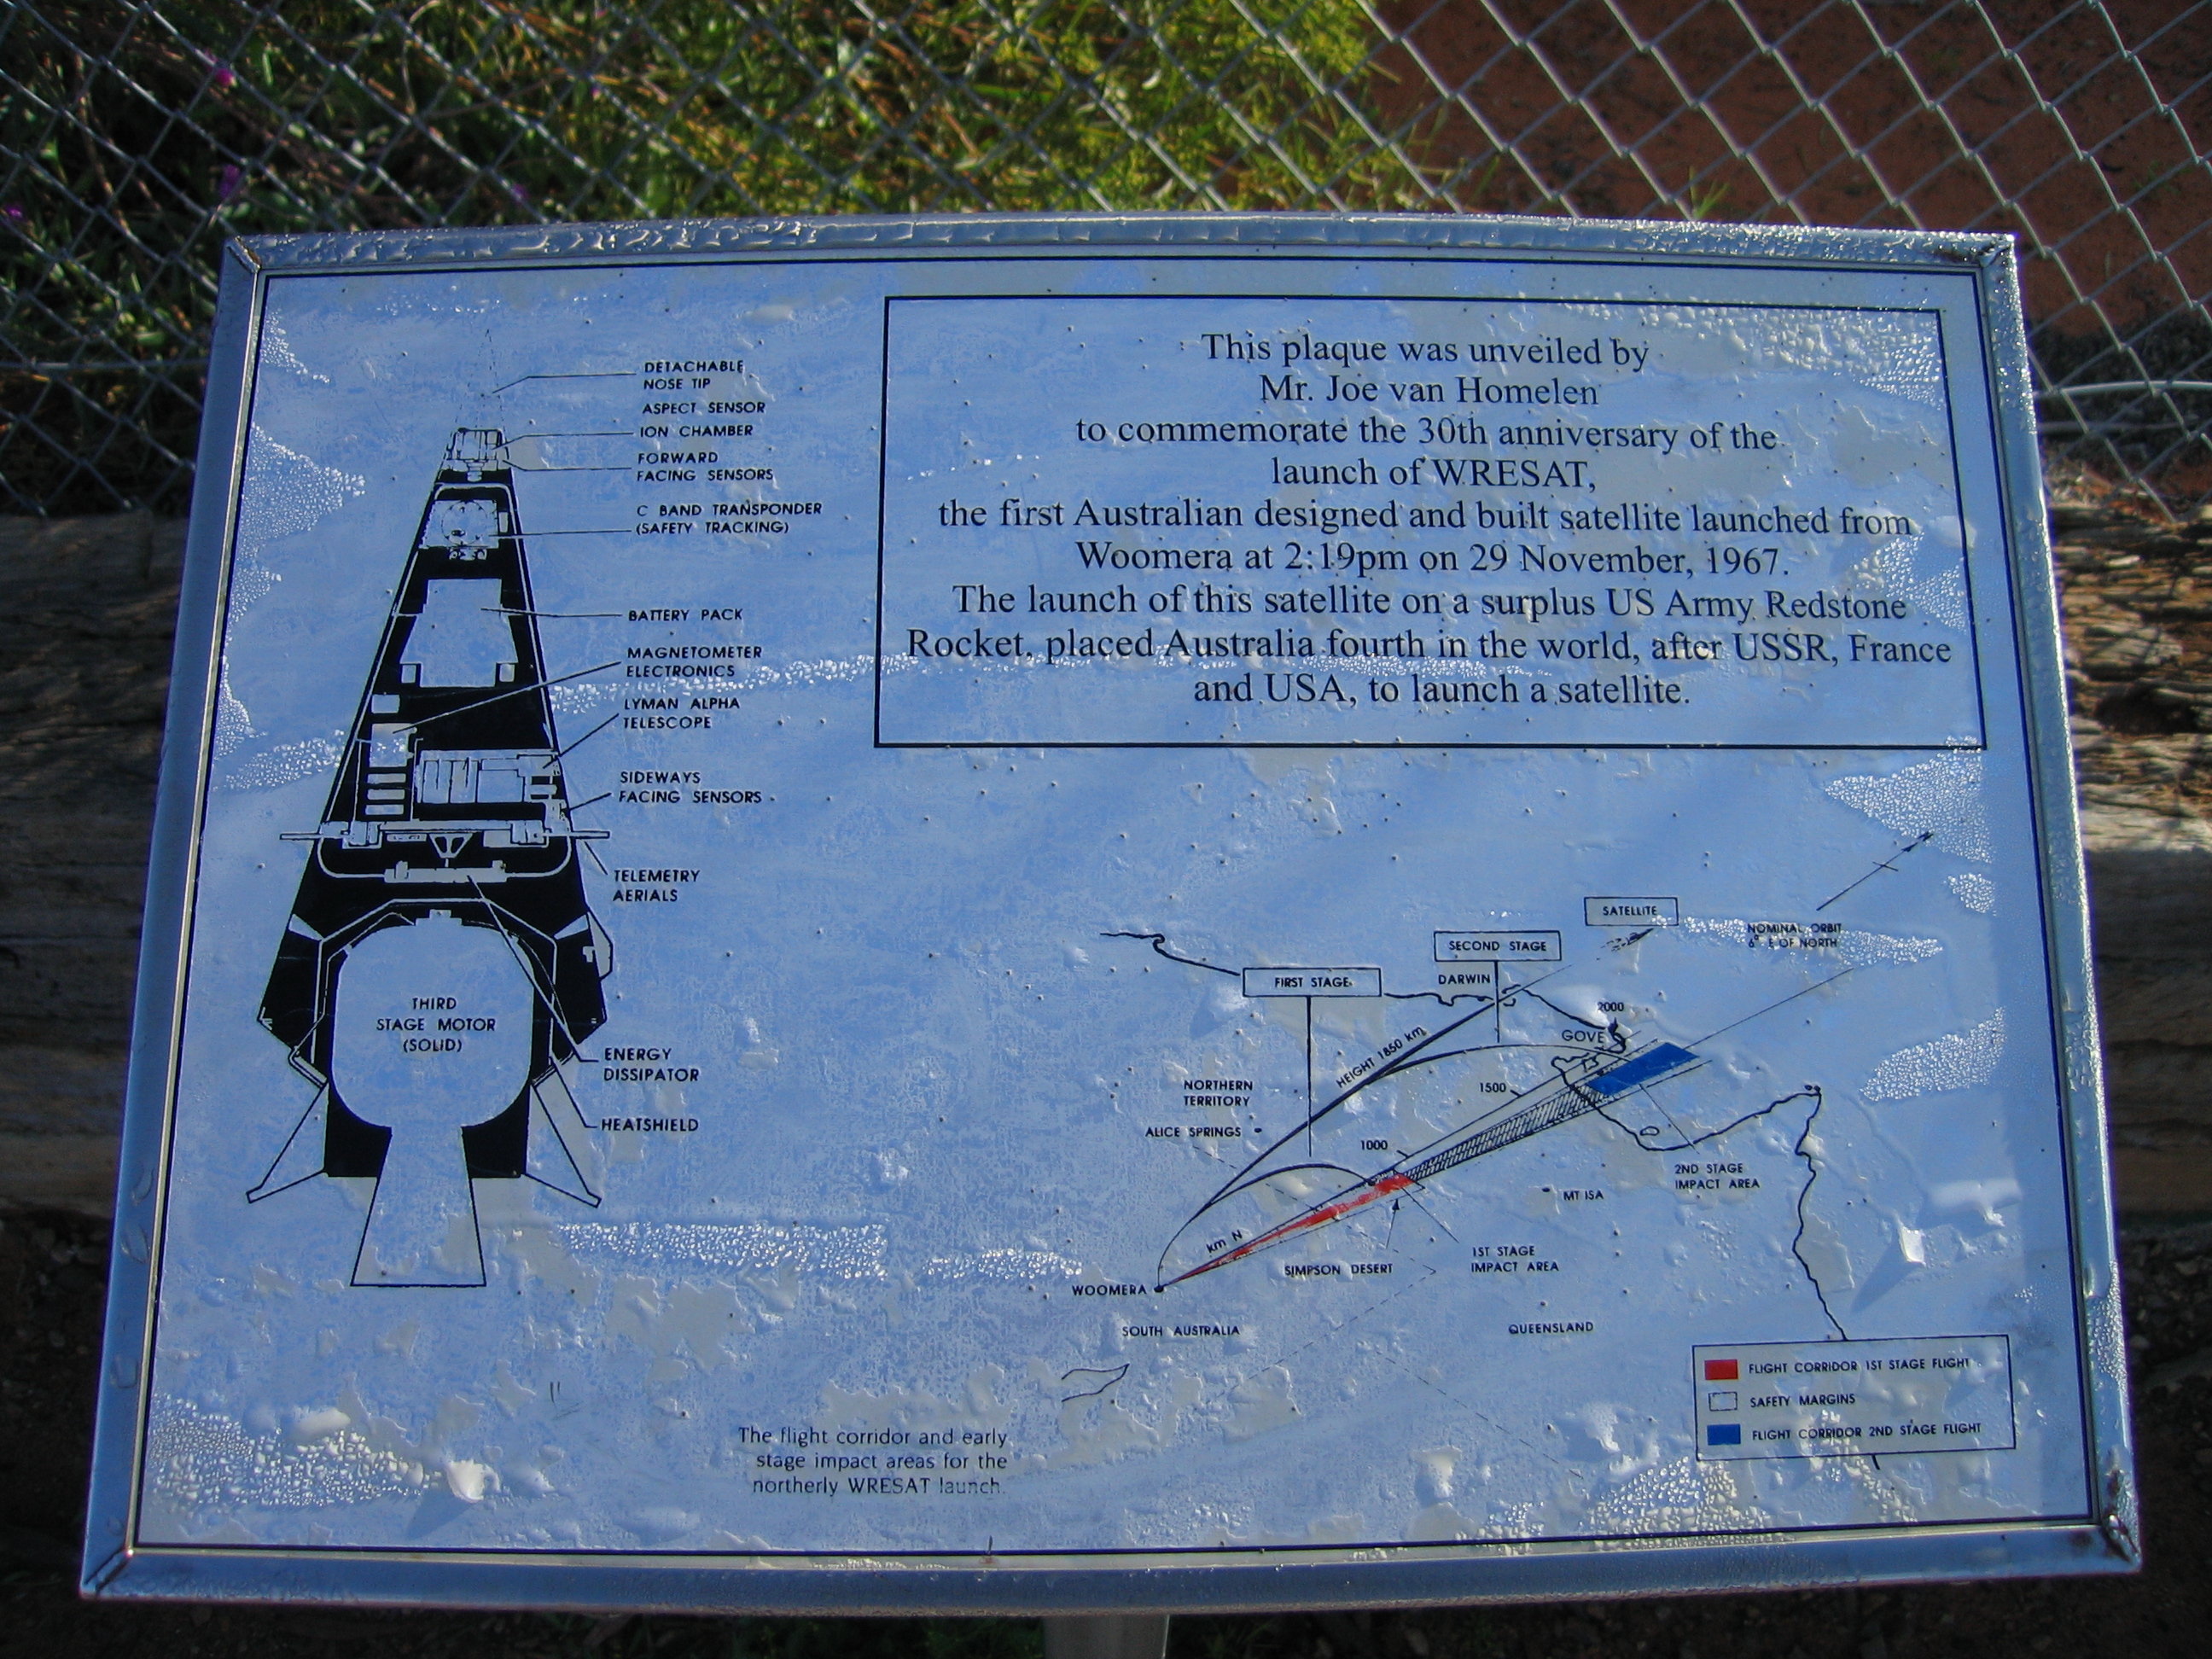 DETACHABLE
NOSE TIP
ASPECT SENSOR
ION CHAMBER
FORWARD
FACING SENSORS
C BAND TRANSPONDER
(SAFETY TRACKING)
BATTERY PACK
MAGNETOMETER
ELECTRONICS
LYMAN ALPHA
TELESCOPE
SIDEWAYS
FACING SENSORS
TELEMETRY
AERIALS
THIRD
STAGE MOTOR
(SOLID)
ENERGY
DISSIPATOR
HEATSHIELD
This plaque was unveiled by
Mr. Joe van Homelen
to commemorate the 30th anniversary of the
launch of WRESAT,
the first Australian designed and built satellite launched from
Woomera at 2:19pm on 29 November, 1967.
The launch of this satellite on a surplus US Army Redstone
Rocket, placed Australia fourth in the world, after USSR, France
and USA, to launch a satellite.
SATELLITE
NOMINAL ORBIT
6° E OF NORTH
SECOND STAGE
FIRST STAGE
DARWIN
2000
GOVE
HEIGHT 1850 km
1500
NORTHERN
TERRITORY
ALICE SPRINGS
1000
2ND STAGE
IMPACT AREA
MT ISA
km N
1ST STAGE
IMPACT AREA
SIMPSON DESERT
WOOMERA
SOUTH AUSTRALIA
QUEENSLAND
FLIGHT CORRIDOR 1ST STAGE FLIGHT
SAFETY MARGINS
FLIGHT CORRIDOR 2ND STAGE FLIGHT
The flight corridor and early
stage impact areas for the
northerly WRESAT launch.